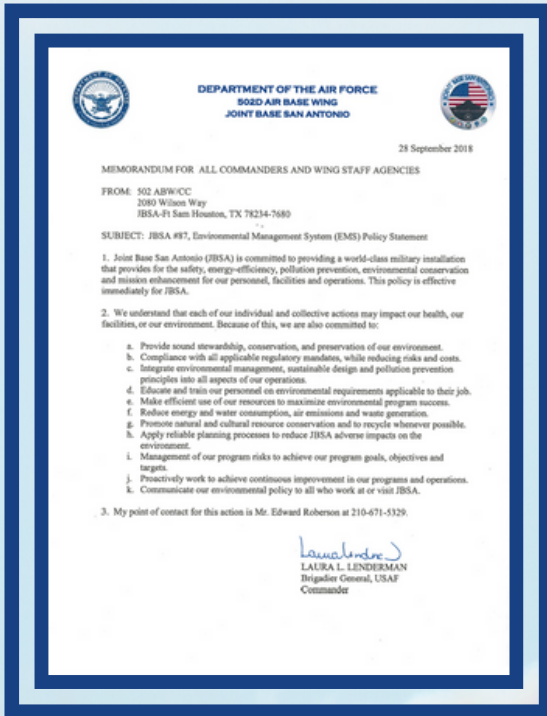 DEPARTMENT OF THE AIR FORCE
502D AIR BASE WING
JOINT BASE SAN ANTONIO
28 September 2018
MEMORANDUM FOR ALL COMMANDERS AND WING STAFF AGENCIES
FROM: 502 ABW/CC
2080 Wilson Way
JBSA-Ft Sam Houston, TX 78234-7680
SUBJECT: JBSA #87, Environmental Management System (EMS) Policy Statement
1. Joint Base San Antonio (JBSA) is committed to providing a world-class military installation
that provides for the safety, energy-efficiency, pollution prevention, environmental conservation
and mission enhancement for our personnel, facilities and operations. This policy is effective
immediately for JBSA.
2. We understand that each of our individual and collective actions may impact our health, our
facilities, or our environment. Because of this, we are also committed to:
a. Provide sound stewardship, conservation, and preservation of our environment.
b. Compliance with all applicable regulatory mandates, while reducing risks and costs.
c. Integrate environmental management, sustainable design and pollution prevention
principles into all aspects of our operations.
d. Educate and train our personnel on environmental requirements applicable to their job.
e. Make efficient use of our resources to maximize environmental program success.
f. Reduce energy and water consumption, air emissions and waste generation.
g. Promote natural and cultural resource conservation and to recycle whenever possible.
h. Apply reliable planning processes to reduce JBSA adverse impacts on the
environment.
i. Management of our program risks to achieve our program goals, objectives and
targets.
j. Proactively work to achieve continuous improvement in our programs and operations.
k. Communicate our environmental policy to all who work at or visit JBSA.
3. My point of contact for this action is Mr. Edward Roberson at 210-671-5329.
LAURA L. LENDERMAN
Brigadier General, USAF
Commander